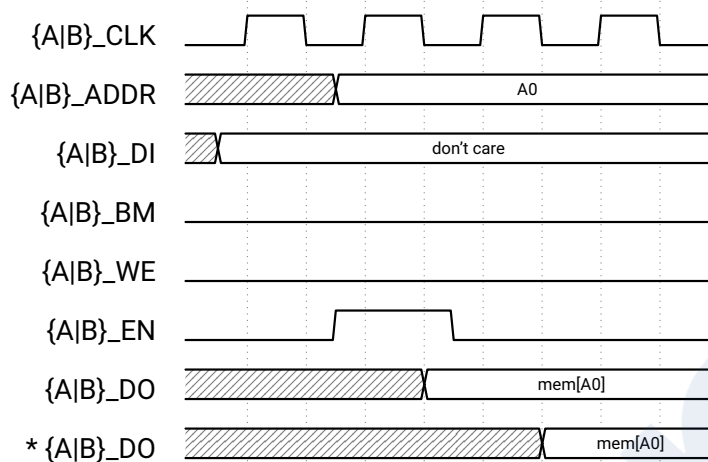 {A|B}_CLK
{A|B}_ADDR
A0
{A|B}_DI
don't care
{A|B}_BM
{A|B}_WE
{A|B}_EN
{A|B}_DO
mem[A0]
* {A|B}_DO
mem[A0]